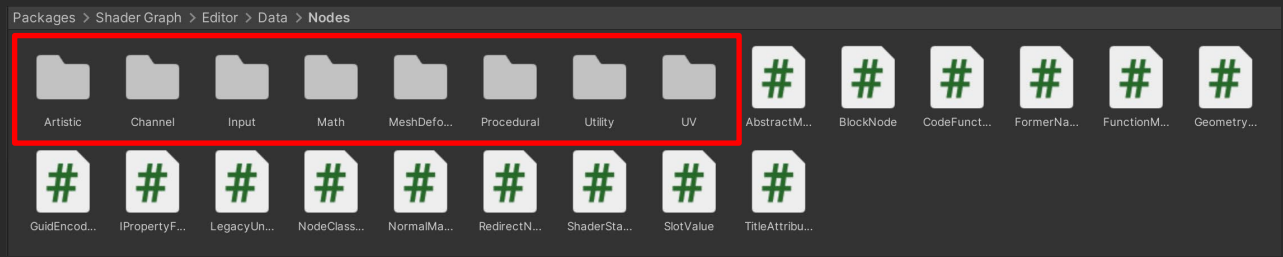 Packages > Shader Graph > Editor > Data > Nodes
Artistic Channel Input Math MeshDefo... Procedural Utility UV AbstractM... BlockNode CodeFunct... FormerNa... FunctionM... Geometry...
GuidEncod... IPropertyF... LegacyUn... NodeClass... NormalMa... RedirectN... ShaderSta... SlotValue TitleAttribu...